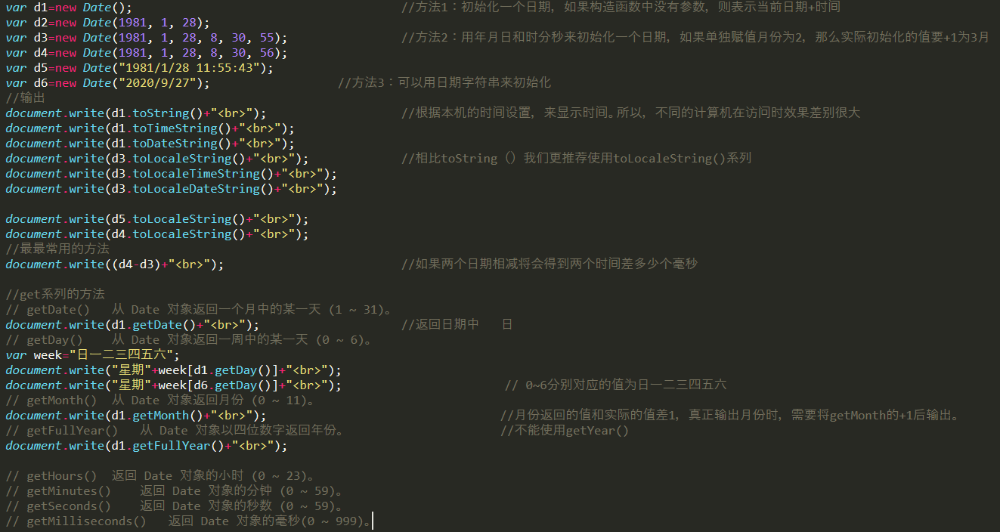 var d1=new Date();                                      //方法1：初始化一个日期，如果构造函数中没有参数，则表示当前日期+时间
var d2=new Date(1981, 1, 28);
var d3=new Date(1981, 1, 28, 8, 30, 55);                //方法2：用年月日和时分秒来初始化一个日期，如果单独赋值月份为2，那么实际初始化的值要+1为3月
var d4=new Date(1981, 1, 28, 8, 30, 56);
var d5=new Date("1981/1/28 11:55:43");
var d6=new Date("2020/9/27");                  //方法3：可以用日期字符串来初始化
//输出
document.write(d1.toString()+"<br>");                   //根据本机的时间设置，来显示时间。所以，不同的计算机在访问时效果差别很大
document.write(d1.toTimeString()+"<br>");
document.write(d1.toDateString()+"<br>");
document.write(d3.toLocaleString()+"<br>");             //相比toString（）我们更推荐使用toLocaleString()系列
document.write(d3.toLocaleTimeString()+"<br>");
document.write(d3.toLocaleDateString()+"<br>");
document.write(d5.toLocaleString()+"<br>");
document.write(d4.toLocaleString()+"<br>");
//最最常用的方法
document.write((d4-d3)+"<br>");                         //如果两个日期相减将会得到两个时间差多少个毫秒
//get系列的方法
// getDate()   从 Date 对象返回一个月中的某一天 (1 ~ 31)。
document.write(d1.getDate()+"<br>");                    //返回日期中   日
// getDay()    从 Date 对象返回一周中的某一天 (0 ~ 6)。
var week="日一二三四五六";
document.write("星期"+week[d1.getDay()]+"<br>");
document.write("星期"+week[d6.getDay()]+"<br>");                       // 0~6分别对应的值为日一二三四五六
// getMonth()  从 Date 对象返回月份 (0 ~ 11)。
document.write(d1.getMonth()+"<br>");                                 //月份返回的值和实际的值差1，真正输出月份时，需要将getMonth的+1后输出。
// getFullYear()   从 Date 对象以四位数字返回年份。                      //不能使用getYear()
document.write(d1.getFullYear()+"<br>");
// getHours()  返回 Date 对象的小时 (0 ~ 23)。
// getMinutes()    返回 Date 对象的分钟 (0 ~ 59)。
// getSeconds()    返回 Date 对象的秒数 (0 ~ 59)。
// getMilliseconds()   返回 Date 对象的毫秒(0 ~ 999)。